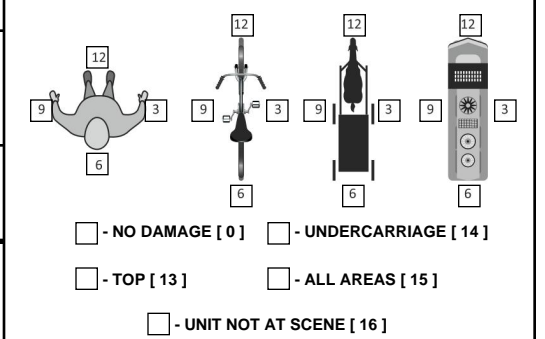 12 12 12
12
9 3 9 3 9 3 9 3
6
6 6 6
- NO DAMAGE [ 0 ] - UNDERCARRIAGE [ 14 ]
- TOP [ 13 ] - ALL AREAS [ 15 ]
- UNIT NOT AT SCENE [ 16 ]